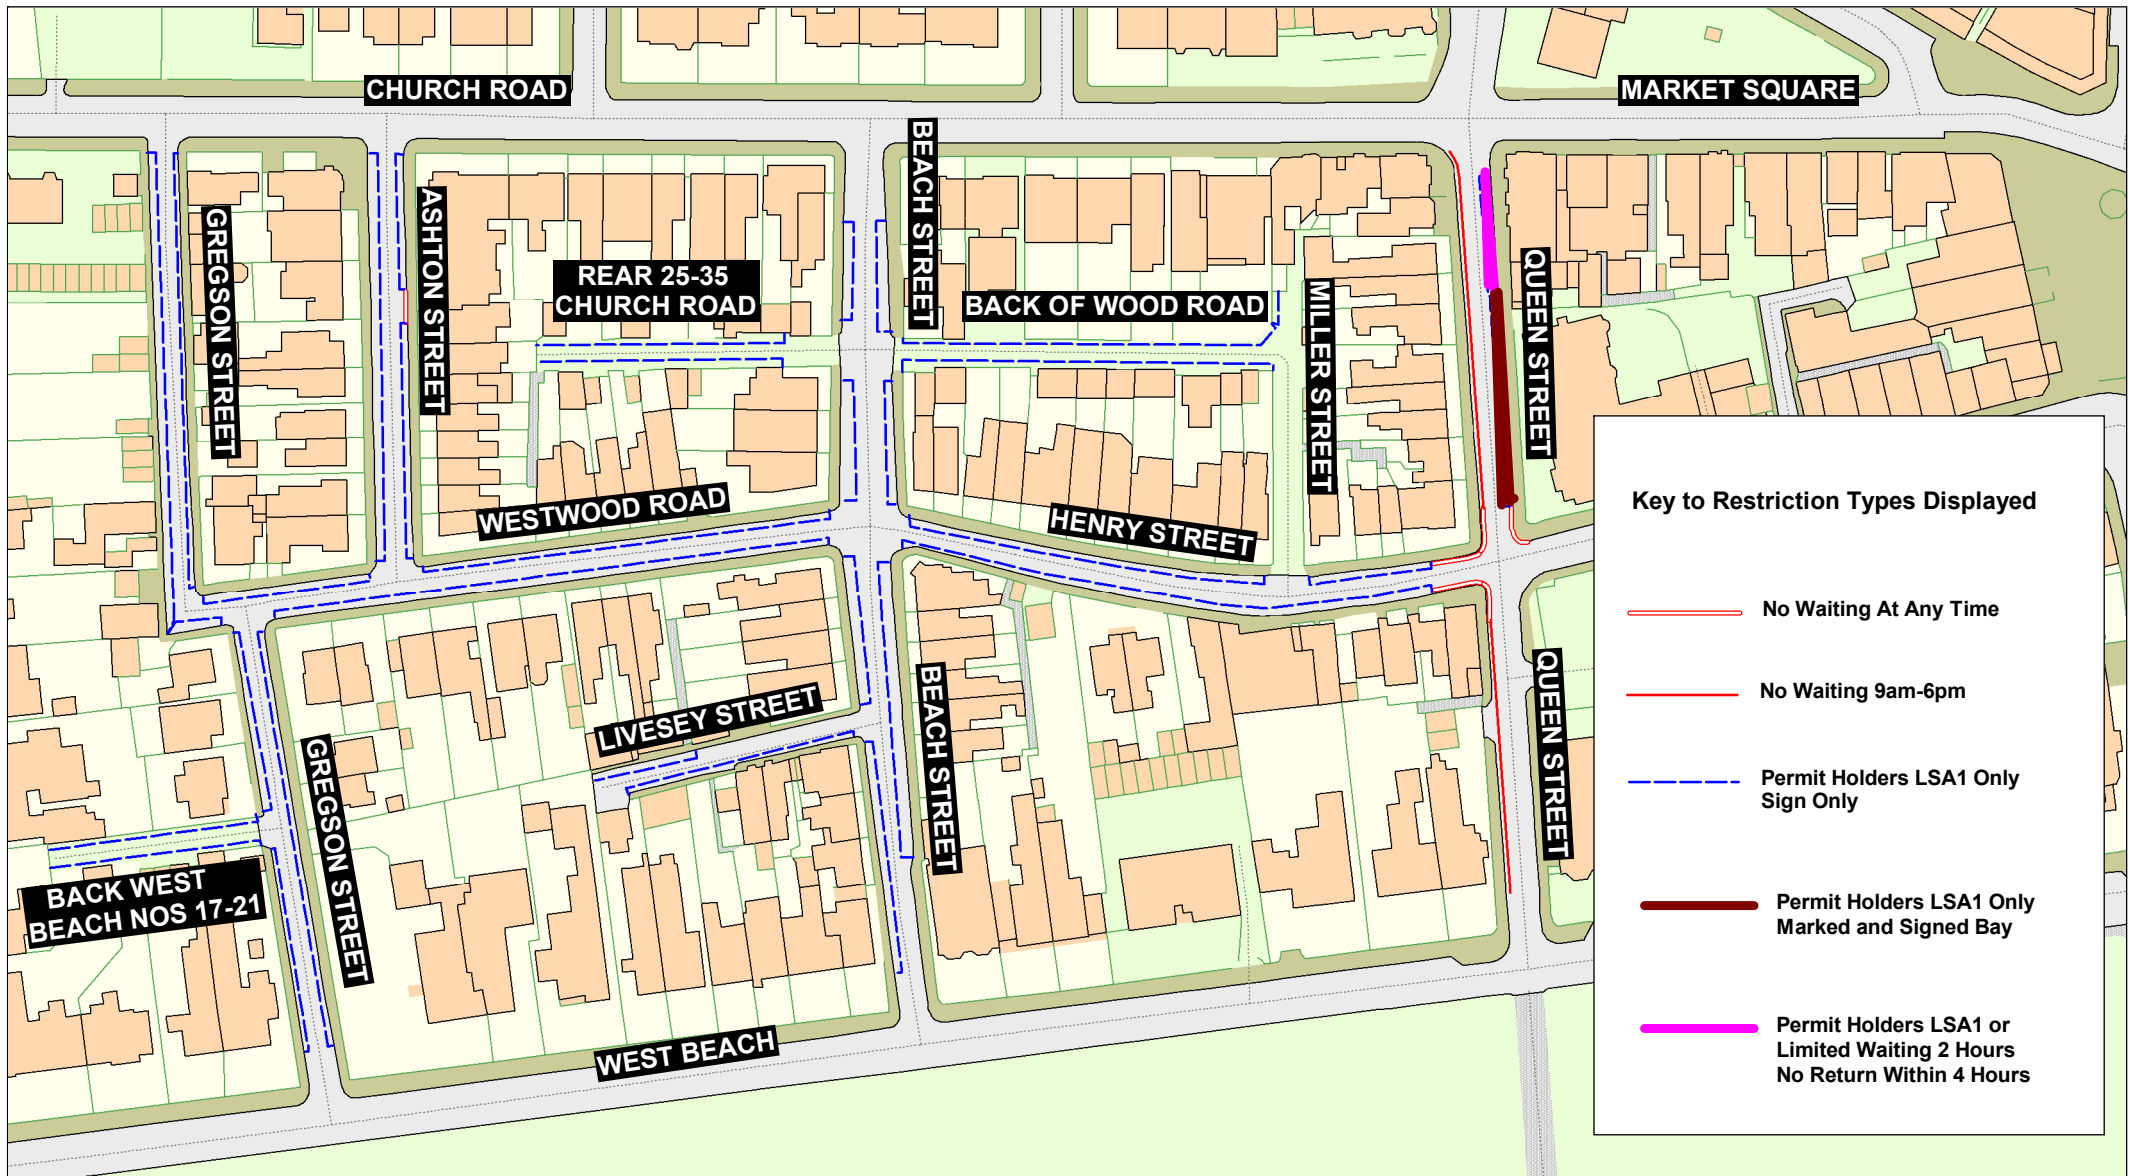 CHURCH ROAD
MARKET SQUARE
BEACH STREET
ASHTON STREET
GREGSON STREET
REAR 25-35
CHURCH ROAD
BACK OF WOOD ROAD
MILLER STREET
QUEEN STREET
WESTWOOD ROAD
HENRY STREET
LIVESEY STREET
BEACH STREET
QUEEN STREET
GREGSON STREET
BACK WEST
BEACH NOS 17-21
WEST BEACH
Key to Restriction Types Displayed
No Waiting At Any Time
No Waiting 9am-6pm
Permit Holders LSA1 Only
Sign Only
Permit Holders LSA1 Only
Marked and Signed Bay
Permit Holders LSA1 or
Limited Waiting 2 Hours
No Return Within 4 Hours